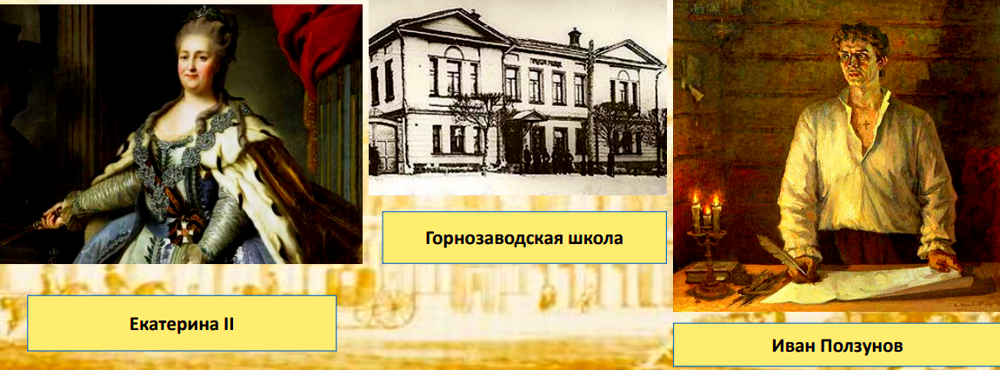 Горнозаводская школа
Екатерина II
Иван Ползунов